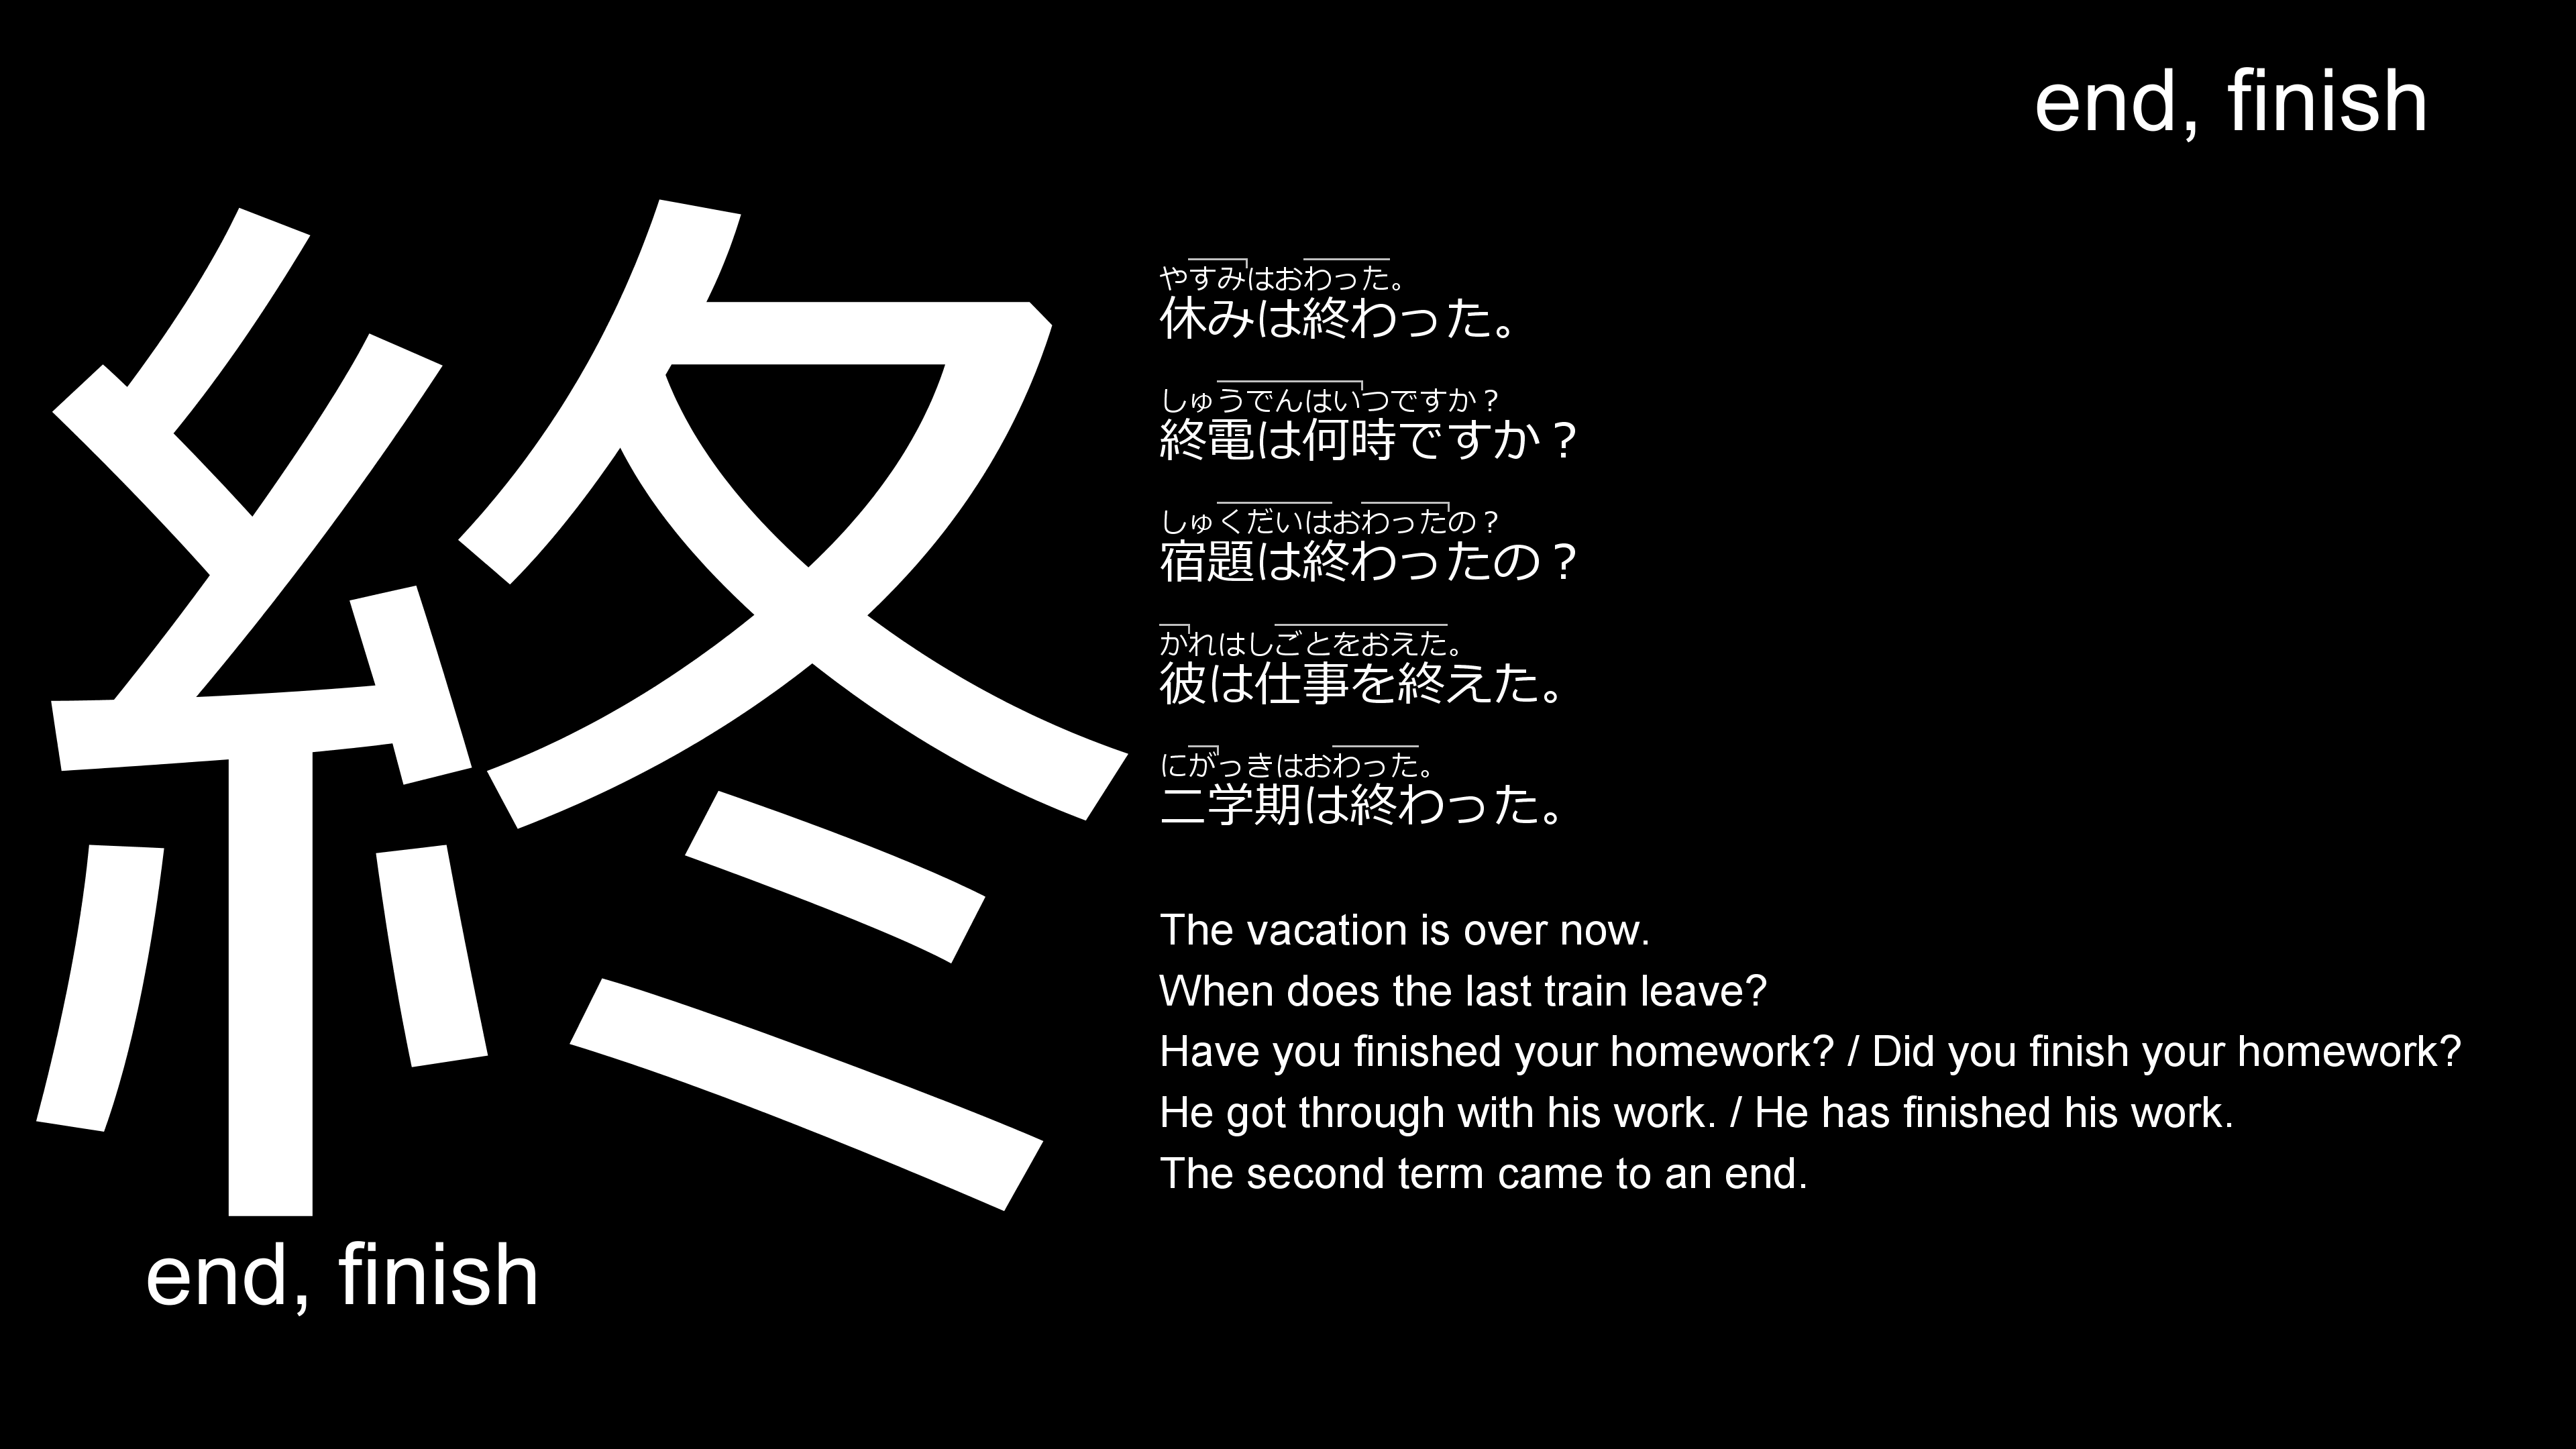 end, finish
終
end, finish
やすみはおわった。
休みは終わった。
しゅうでんはいつですか？
終電は何時ですか？
しゅくだいはおわったの？
宿題は終わったの？
かれはしごとをおえた。
彼は仕事を終えた。
にがっきはおわった。
二学期は終わった。
The vacation is over now.
When does the last train leave?
Have you finished your homework? / Did you finish your homework?
He got through with his work. / He has finished his work.
The second term came to an end.